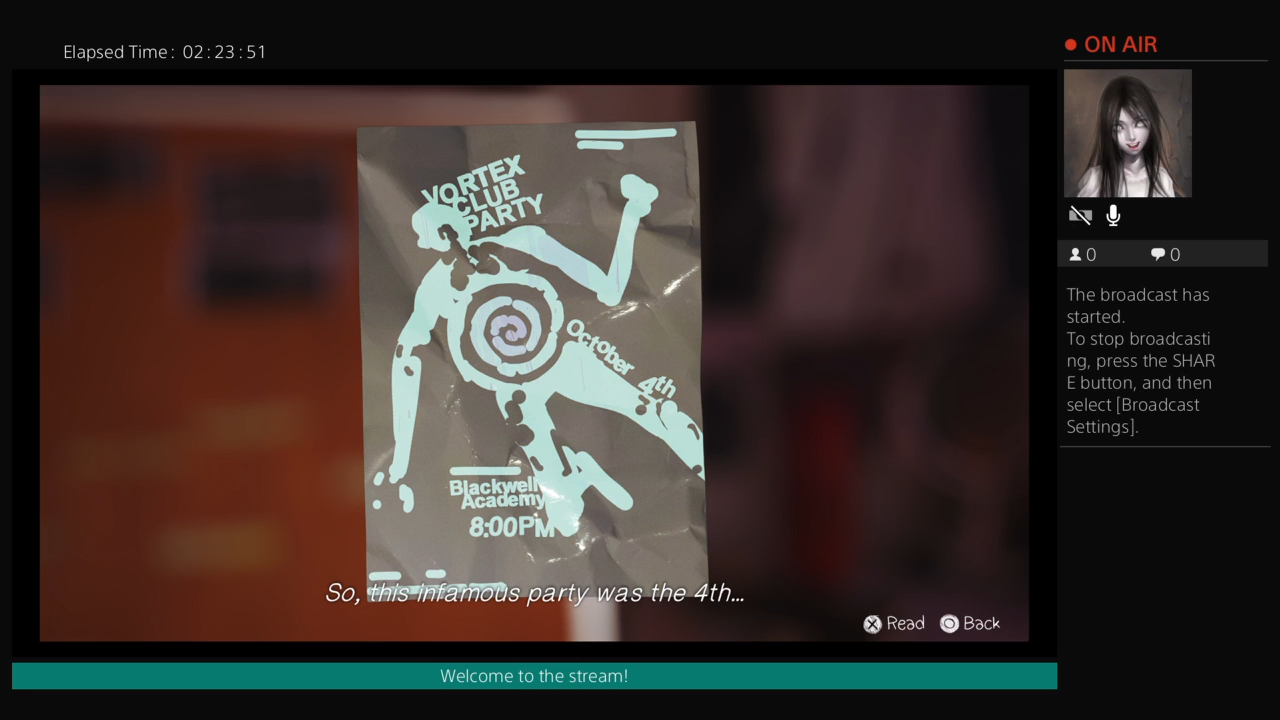 Elapsed Time: 02:23:51
ON AIR
VORTEX
CLUB
PARTY
October 4th
Blackwell
Academy
8:00PM
So, this infamous party was the 4th...
Read
Back
0
0
The broadcast has
started.
To stop broadcasti
ng, press the SHAR
E button, and then
select [Broadcast
Settings].
Welcome to the stream!